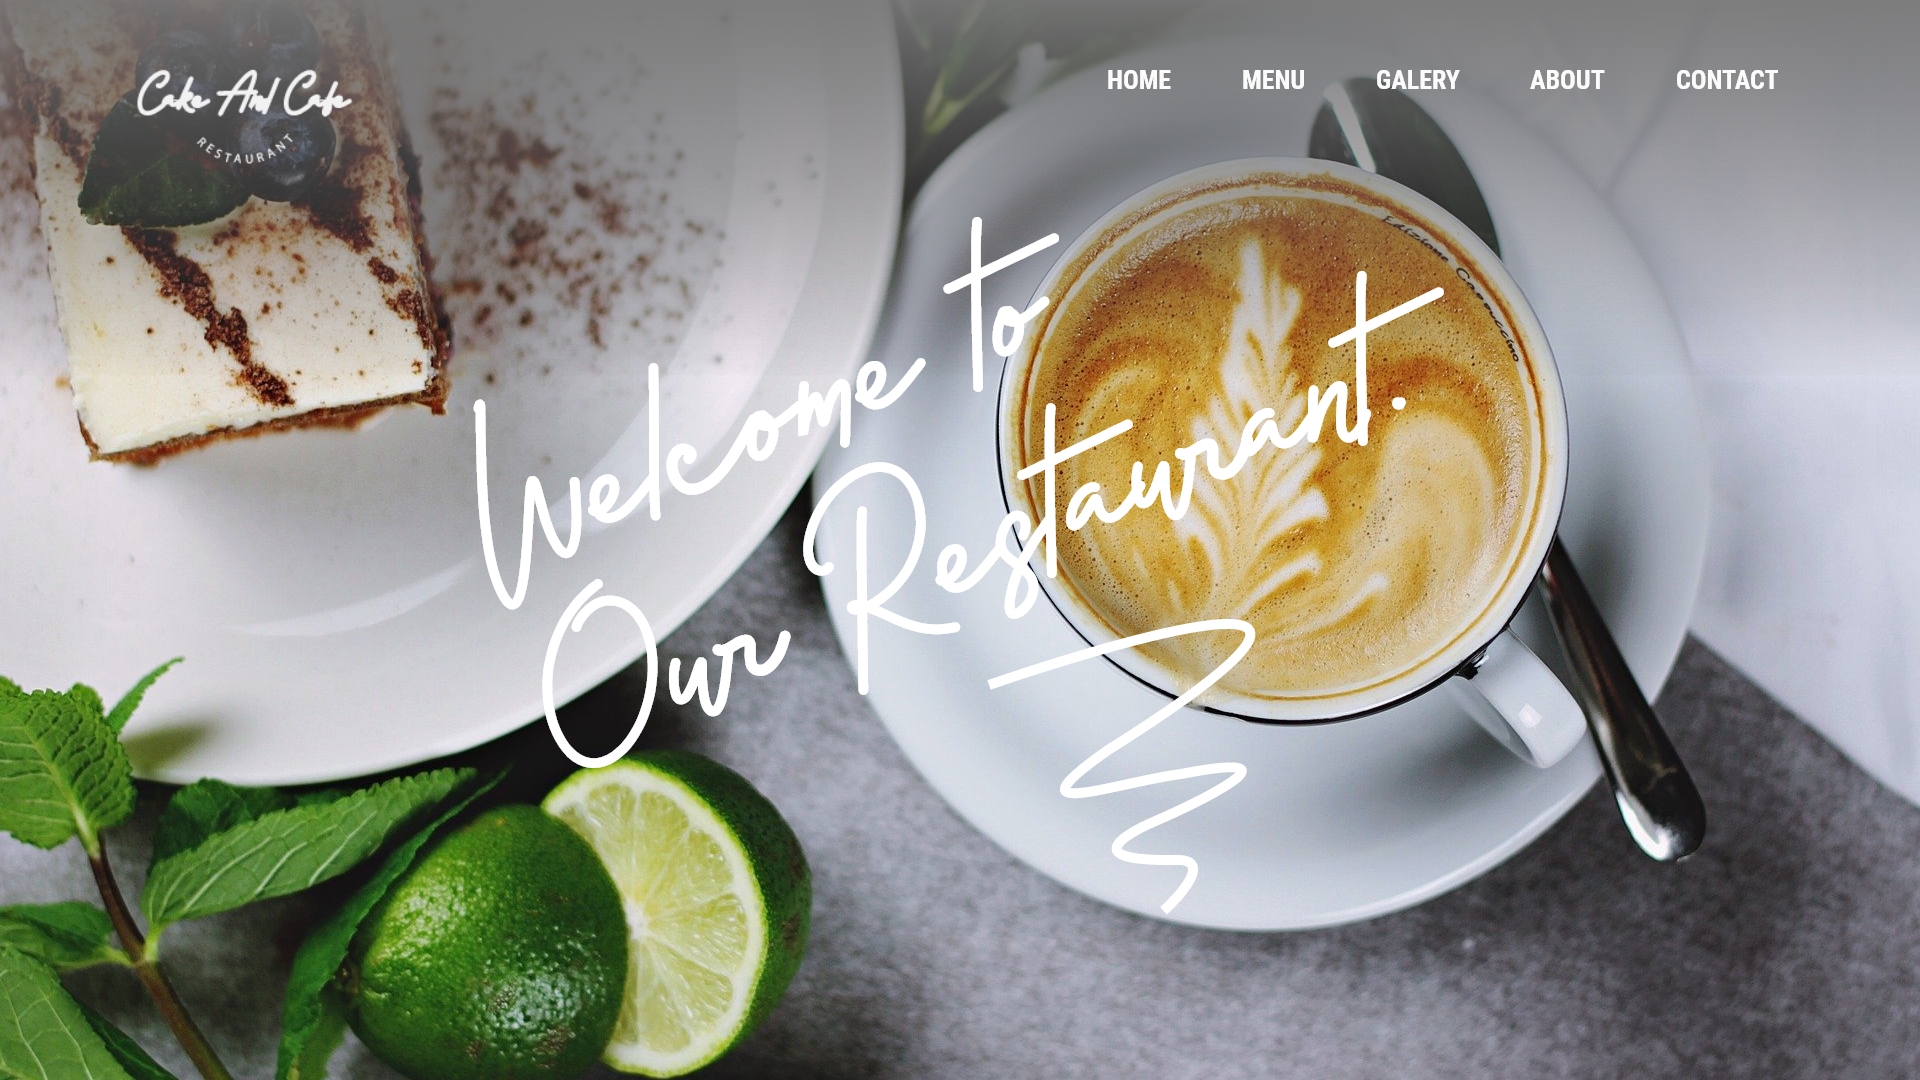 Cake And Cafe
RESTAURANT
HOME MENU GALERY ABOUT CONTACT
Edizione Cappuccino
Welcome to
Our Restaurant.